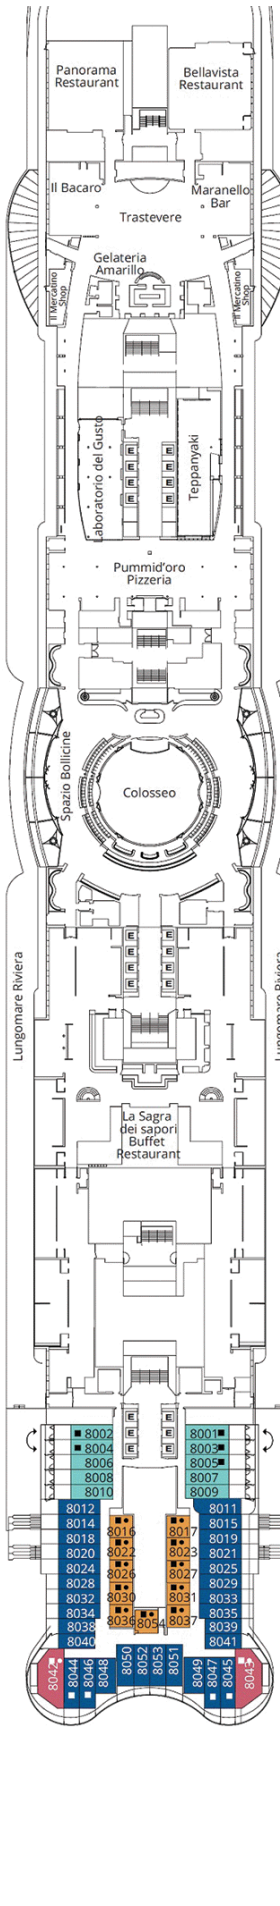 Panorama
Restaurant
Bellavista
Restaurant
Il Bacaro
Maranello
Bar
Trastevere
Gelateria
Amarillo
Il Mercatino
Shop
Il Mercatino
Shop
Laboratorio del Gusto
Teppanyaki
E E
E E
E E
E E
Pummid'oro
Pizzeria
Spazio Bollicine
Colosseo
E E
E E
E E
E E
Lungomare Riviera
Lungomare Riviera
La Sagra
dei sapori
Buffet
Restaurant
E E
E E
E E
8002 8001
8004 8003
8006 8005
8008 8007
8010 8009
8012 8011
8014 8016 8017 8015
8018 8019
8020 8022 8023 8021
8024 8026 8027 8025
8028 8029
8032 8030 8031 8033
8034 8036 8054 8037 8035
8038 8039
8040 8041
8042 8044 8046 8048 8050 8052 8053 8051 8049 8047 8045 8043